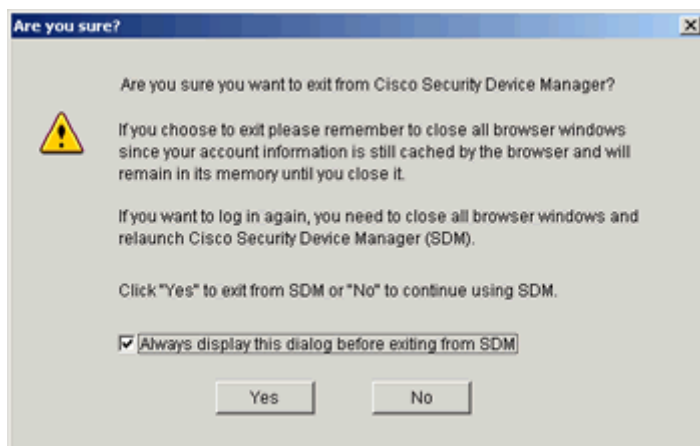 Are you sure?
Are you sure you want to exit from Cisco Security Device Manager?
If you choose to exit please remember to close all browser windows
since your account information is still cached by the browser and will
remain in its memory until you close it.
If you want to log in again, you need to close all browser windows and
relaunch Cisco Security Device Manager (SDM).
Click "Yes" to exit from SDM or "No" to continue using SDM.
Always display this dialog before exiting from SDM
Yes
No